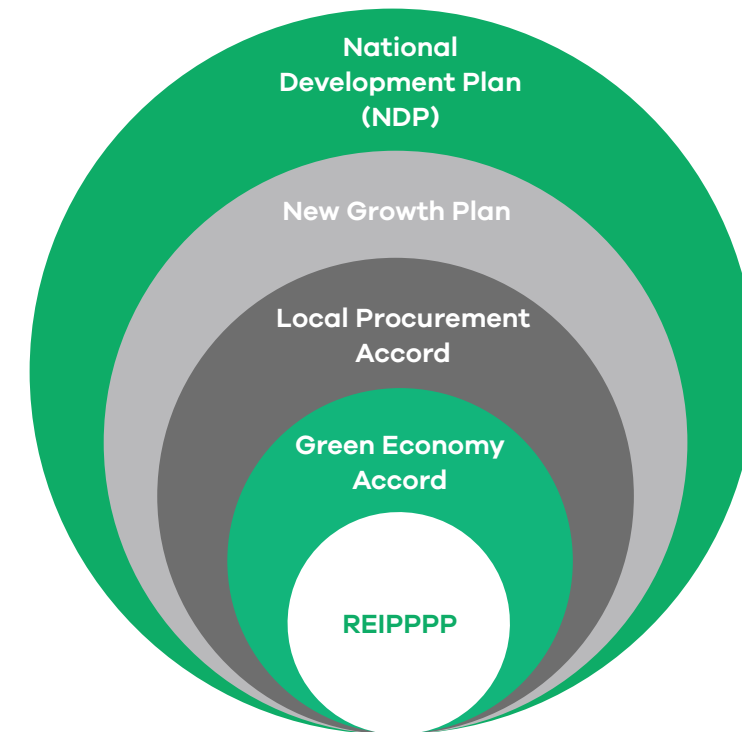 National
Development Plan
(NDP)
New Growth Plan
Local Procurement
Accord
Green Economy
Accord
REIPPPP